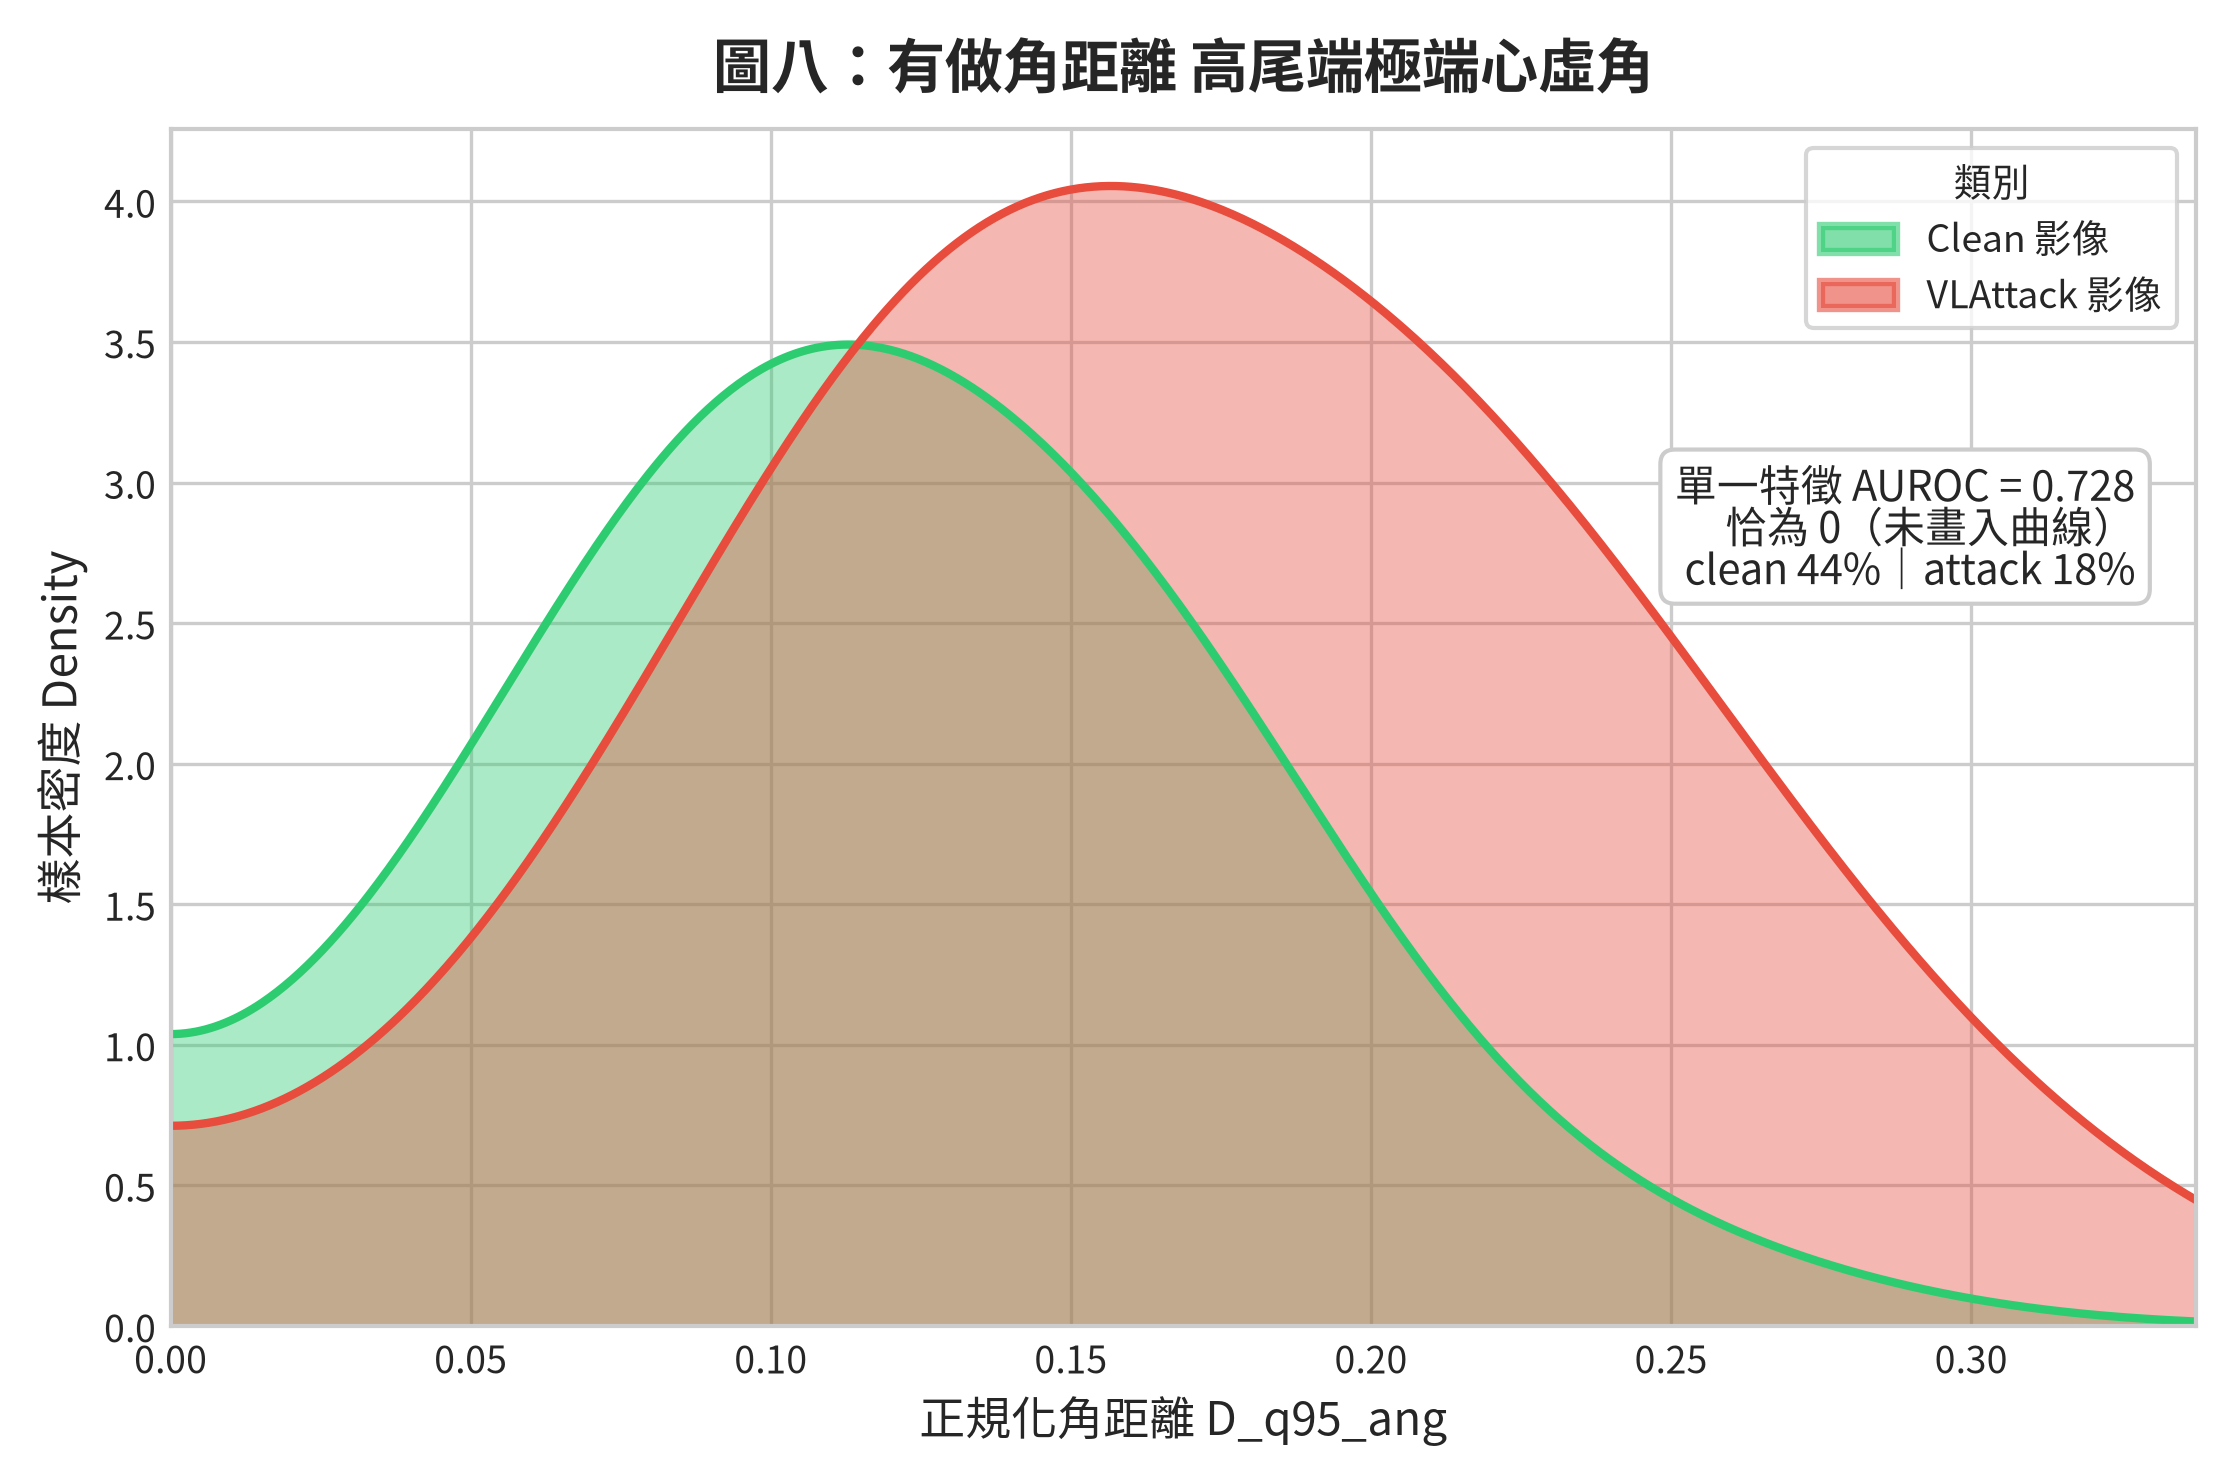 圖八：有做角距離 高尾端極端心虛角
類別
Clean 影像
VLAttack 影像
單一特徵 AUROC = 0.728
恰為 0（未畫入曲線）
clean 44%｜attack 18%
樣本密度 Density
4.0
3.5
3.0
2.5
2.0
1.5
1.0
0.5
0.0
0.00
0.05
0.10
0.15
0.20
0.25
0.30
正規化角距離 D_q95_ang